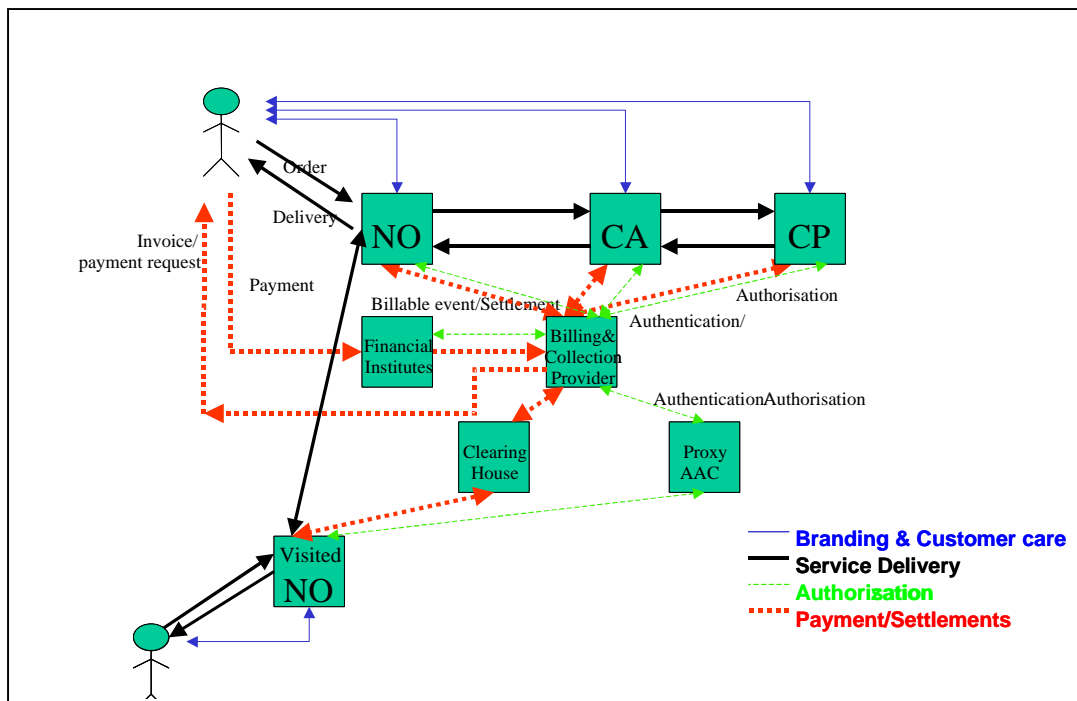 Order
Delivery
NO
CA
CP
Invoice/
payment request
Payment
Billable event/Settlement
Authorisation
Authentication/
Financial
Institutes
Billing&
Collection
Provider
AuthenticationAuthorisation
Clearing
House
Proxy
AAC
Visited
NO
Branding & Customer care
Service Delivery
Authorisation
Payment/Settlements